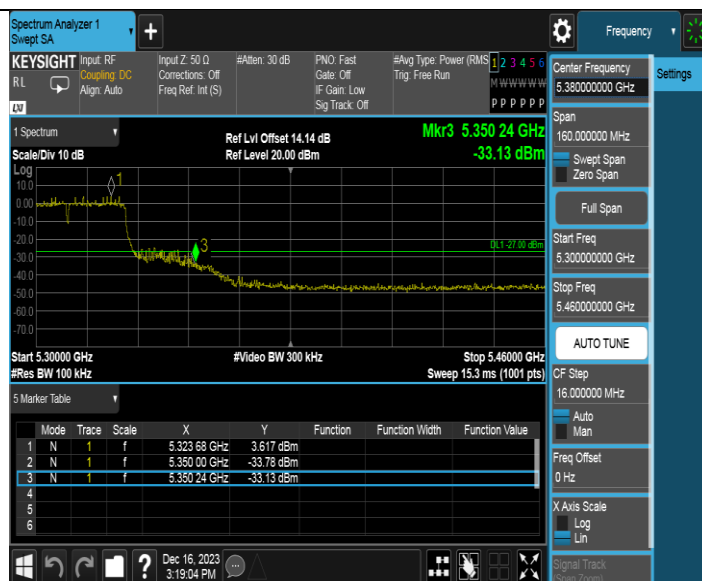 Spectrum Analyzer 1
Swept SA
+
Frequency
KEYSIGHT
RL
LXI
Input: RF
Coupling: DC
Align: Auto
Input Z: 50 Ω
Corrections: Off
Freq Ref: Int (S)
#Atten: 30 dB
PNO: Fast
Gate: Off
IF Gain: Low
Sig Track: Off
#Avg Type: Power (RMS
Trig: Free Run
1 2 3 4 5 6
M W W W W W
P P P P P P
1 Spectrum
Scale/Div 10 dB
Ref Lvl Offset 14.14 dB
Ref Level 20.00 dBm
Mkr3 5.350 24 GHz
-33.13 dBm
Log
10.0
0.00
-10.0
-20.0
-30.0
-40.0
-50.0
-60.0
-70.0
1
3
DL1 -27.00 dBm
Start 5.30000 GHz
#Res BW 100 kHz
#Video BW 300 kHz
Stop 5.46000 GHz
Sweep 15.3 ms (1001 pts)
5 Marker Table
Mode Trace Scale X Y Function Function Width Function Value
1 N 1 f 5.323 68 GHz 3.617 dBm
2 N 1 f 5.350 00 GHz -33.78 dBm
3 N 1 f 5.350 24 GHz -33.13 dBm
4
5
6
?
Dec 16, 2023
3:19:04 PM
Center Frequency
5.380000000 GHz
Settings
Span
160.000000 MHz
Swept Span
Zero Span
Full Span
Start Freq
5.300000000 GHz
Stop Freq
5.460000000 GHz
AUTO TUNE
CF Step
16.000000 MHz
Auto
Man
Freq Offset
0 Hz
X Axis Scale
Log
Lin
Signal Track
(Span Zoom)